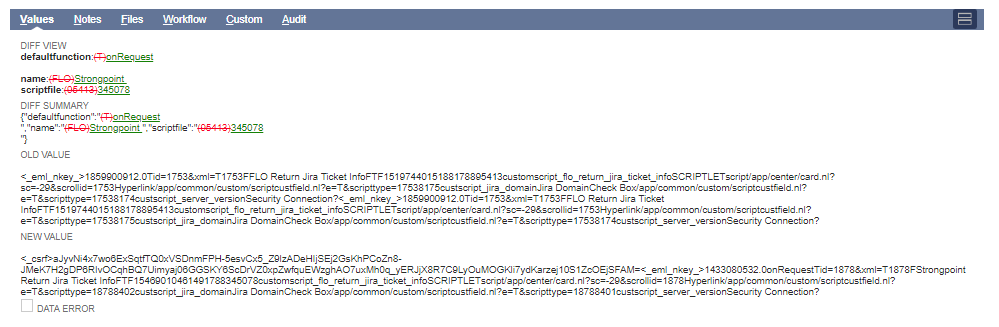 Values Notes Files Workflow Custom Audit
DIFF VIEW
defaultfunction:(T)onRequest
name:(FLO)Strongpoint
scriptfile:(05413)345078
DIFF SUMMARY
{"defaultfunction":"(T)onRequest
","name":"(FLO)Strongpoint ","scriptfile":"(05413)345078
"}
OLD VALUE
<_eml_nkey_>1859900912.0Tid=1753&xml=T1753FFLO Return Jira Ticket InfoFTF1519744015188178895413customscript_flo_return_jira_ticket_infoSCRIPTLETscript/app/center/card.nl?
sc=-29&scrollid=1753Hyperlink/app/common/custom/scriptcustfield.nl?e=T&scripttype=17538175custscript_jira_domainJira DomainCheck Box/app/common/custom/scriptcustfield.nl?
e=T&scripttype=17538174custscript_server_versionSecurity Connection?<_eml_nkey_>1859900912.0Tid=1753&xml=T1753FFLO Return Jira Ticket
InfoFTF1519744015188178895413customscript_flo_return_jira_ticket_infoSCRIPTLETscript/app/center/card.nl?sc=-29&scrollid=1753Hyperlink/app/common/custom/scriptcustfield.nl?
e=T&scripttype=17538175custscript_jira_domainJira DomainCheck Box/app/common/custom/scriptcustfield.nl?e=T&scripttype=17538174custscript_server_versionSecurity Connection?
NEW VALUE
<_csrf>aJyvNi4x7wo6ExSqtfTQ0xVSDnmFPH-5esvCx5_Z9lzADeHIjSEj2GsKhPCoZn8-
JMeK7H2gDP6RIvOCqhBQ7Uimyaj06GGSKY6ScDrVZ0xpZwfquEWzghAO7uxMh0q_yERJjX8R7C9LyOuMOGKli7ydKarzej10S1ZcOEjSFAM=<_eml_nkey_>1433080532.0onRequestTid=1878&xml=T1878FStrongpoint
Return Jira Ticket InfoFTF15469010461491788345078customscript_flo_return_jira_ticket_infoSCRIPTLETscript/app/center/card.nl?sc=-29&scrollid=1878Hyperlink/app/common/custom/scriptcustfield.nl?
e=T&scripttype=18788402custscript_jira_domainJira DomainCheck Box/app/common/custom/scriptcustfield.nl?e=T&scripttype=18788401custscript_server_versionSecurity Connection?
DATA ERROR